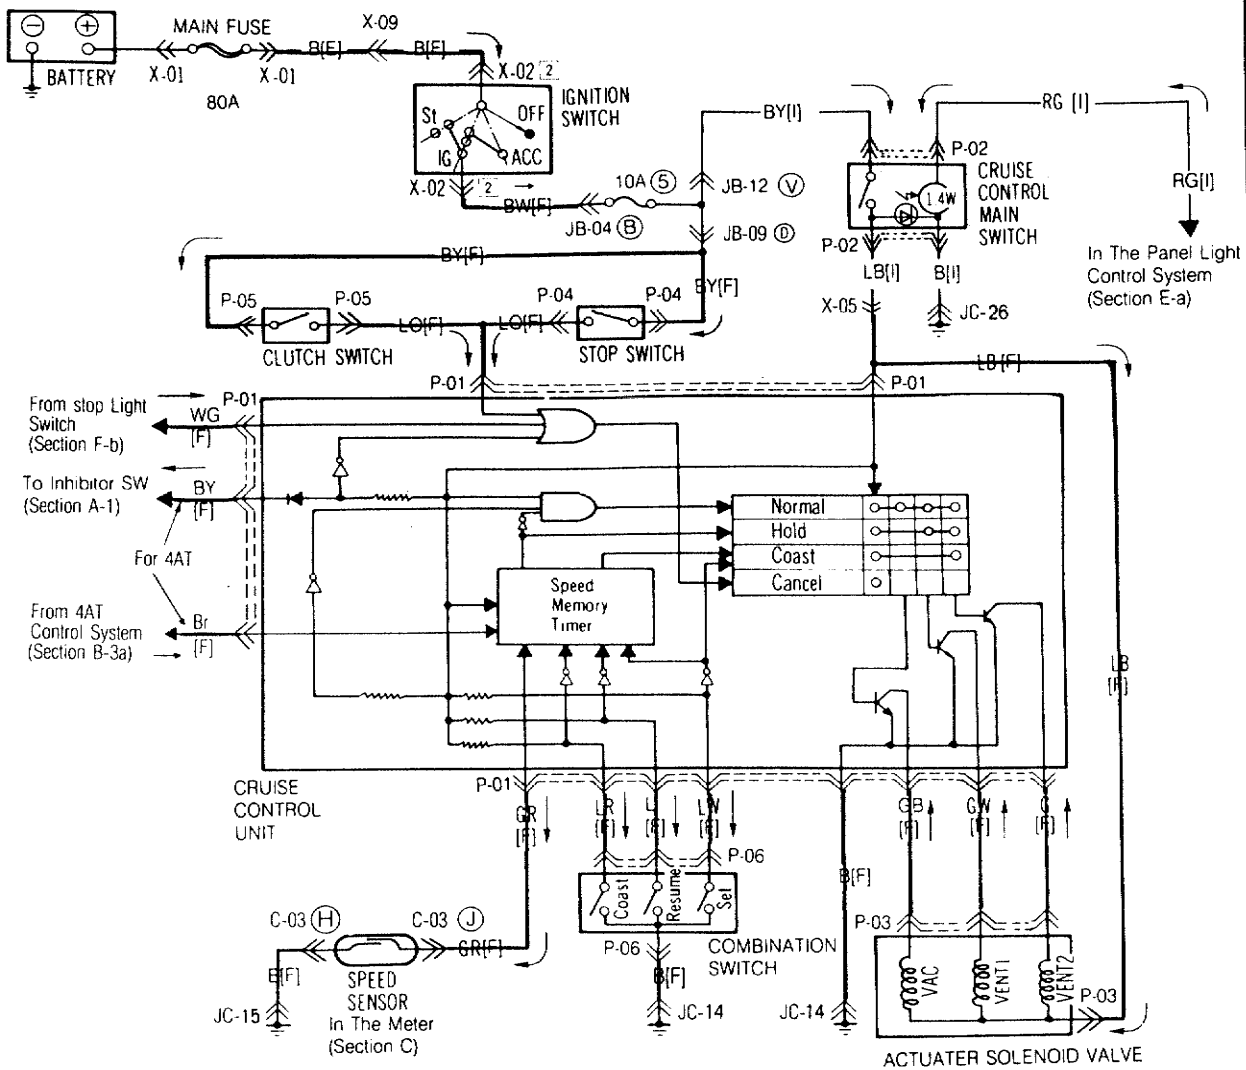 MAIN FUSE
X-09
BATTERY
X-01
X-01
B[E]
B[E]
80A
X-02 2
IGNITION
SWITCH
St
OFF
IG
ACC
X-02
2
BW[F]
10A 5
JB-04 B
BY[I]
JB-12 V
JB-09 D
RG [I]
P-02
CRUISE
CONTROL
MAIN
SWITCH
1.4W
RG[I]
P-02
LB[I]
B[I]
X-05
JC-26
In The Panel Light
Control System
(Section E-a)
BY[F]
BY[F]
P-05
P-05
P-04
P-04
LO[F]
LO[F]
CLUTCH SWITCH
STOP SWITCH
LB[F]
P-01
P-01
From stop Light
Switch
(Section F-b)
P-01
WG
[F]
To Inhibitor SW
(Section A-1)
BY
[F]
For 4AT
From 4AT
Control System
(Section B-3a)
Br
[F]
Normal
Hold
Coast
Cancel
Speed
Memory
Timer
LB
[F]
CRUISE
CONTROL
UNIT
P-01
GR
[F]
LR
[F]
L
[F]
LW
[F]
GB
[F]
GW
[F]
G
[F]
P-06
Coast
Resume
Set
B[F]
P-03
C-03 H
C-03 J
GR[F]
P-06
COMBINATION
SWITCH
B[F]
B[F]
SPEED
SENSOR
In The Meter
(Section C)
JC-15
JC-14
JC-14
VAC
VENT1
VENT2
P-03
ACTUATER SOLENOID VALVE